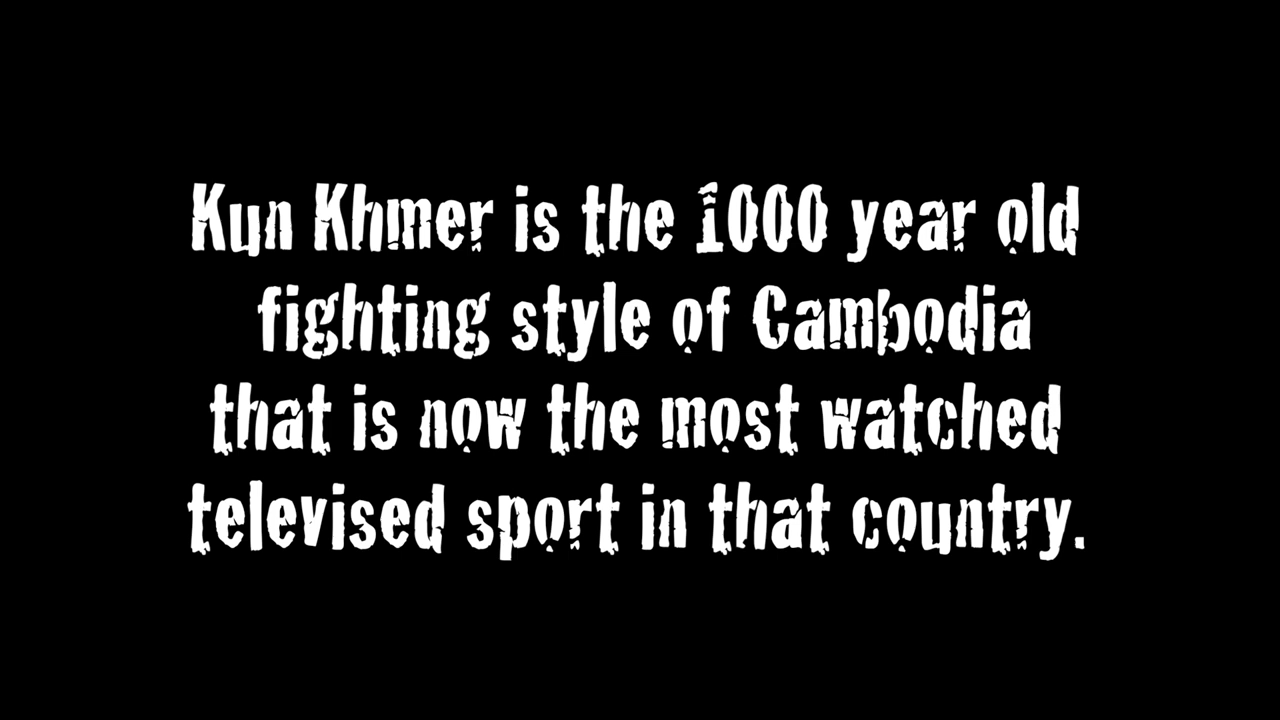 Kun Khmer is the 1000 year old
fighting style of Cambodia
that is now the most watched
televised sport in that country.